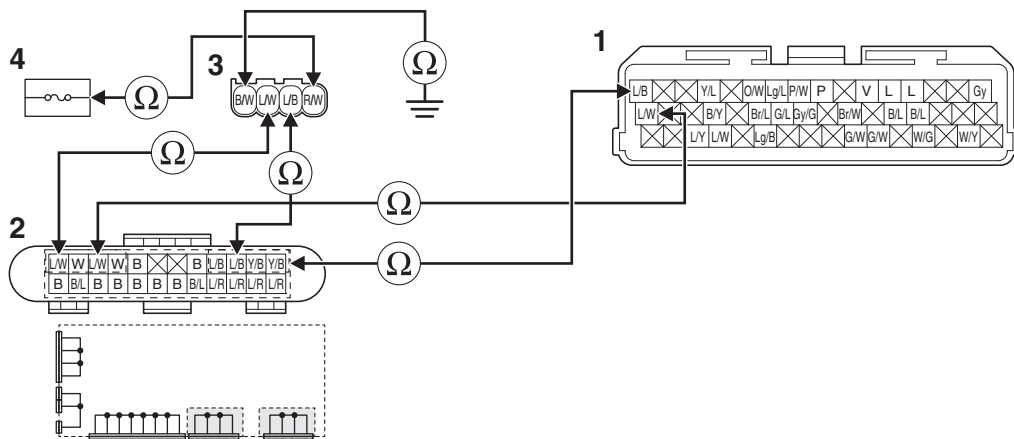 4
3
1
Ω
Ω
B/W L/W L/B R/W
L/B Y/L O/W Lg/L P/W P V L L Gy
L/W B/Y Br/L G/L Gy/G Br/W B/L B/L
L/Y L/W Lg/B G/W G/W W/G W/Y
Ω
Ω
Ω
2
Ω
L/W W L/W W B B L/B L/B Y/B Y/B
B B/L B B B B B B/L L/R L/R L/R L/R